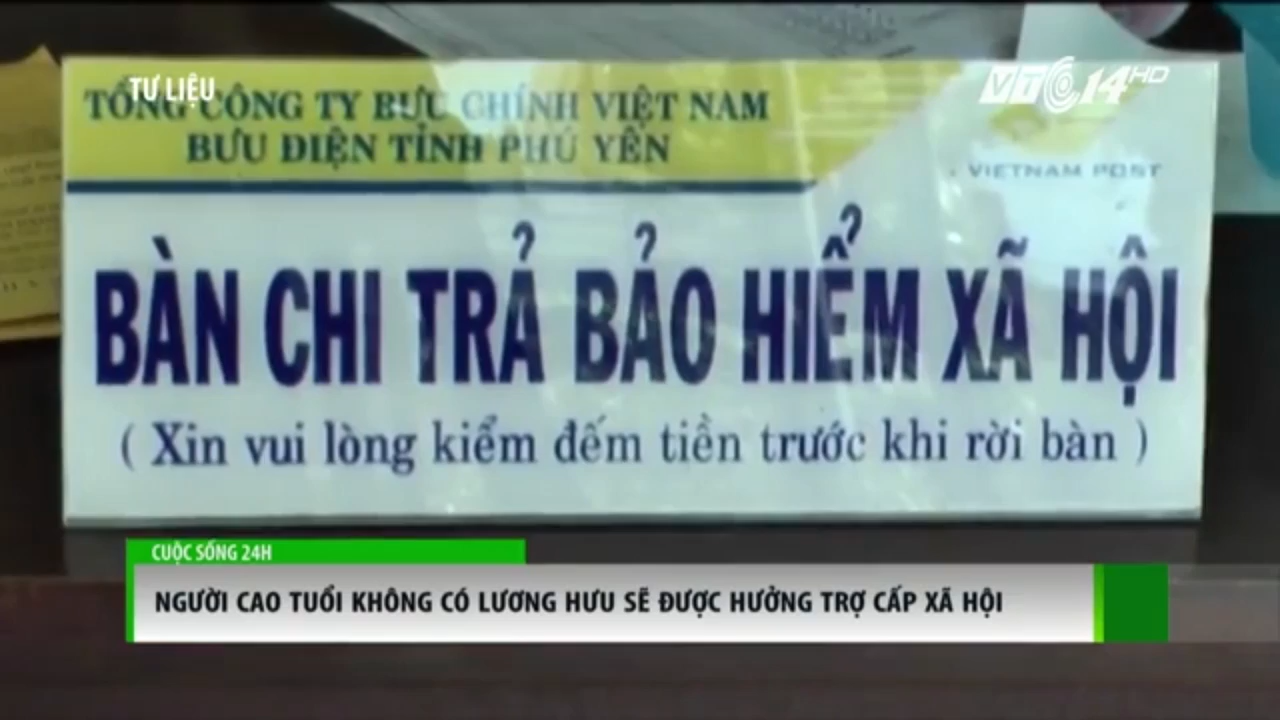 TƯ LIỆU
VTC14HD
TỔNG CÔNG TY BƯU CHÍNH VIỆT NAM
BƯU ĐIỆN TỈNH PHÚ YÊN
VIETNAM POST
BÀN CHI TRẢ BẢO HIỂM XÃ HỘI
( Xin vui lòng kiểm đếm tiền trước khi rời bàn )
CUỘC SỐNG 24H
NGƯỜI CAO TUỔI KHÔNG CÓ LƯƠNG HƯU SẼ ĐƯỢC HƯỞNG TRỢ CẤP XÃ HỘI